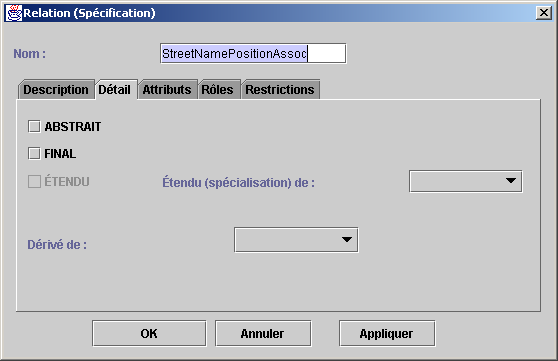 Relation (Spécification)
Nom : StreetNamePositionAssoc
Description Détail Attributs Rôles Restrictions
ABSTRAIT
FINAL
ÉTENDU Étendu (spécialisation) de :
Dérivé de :
OK Annuler Appliquer